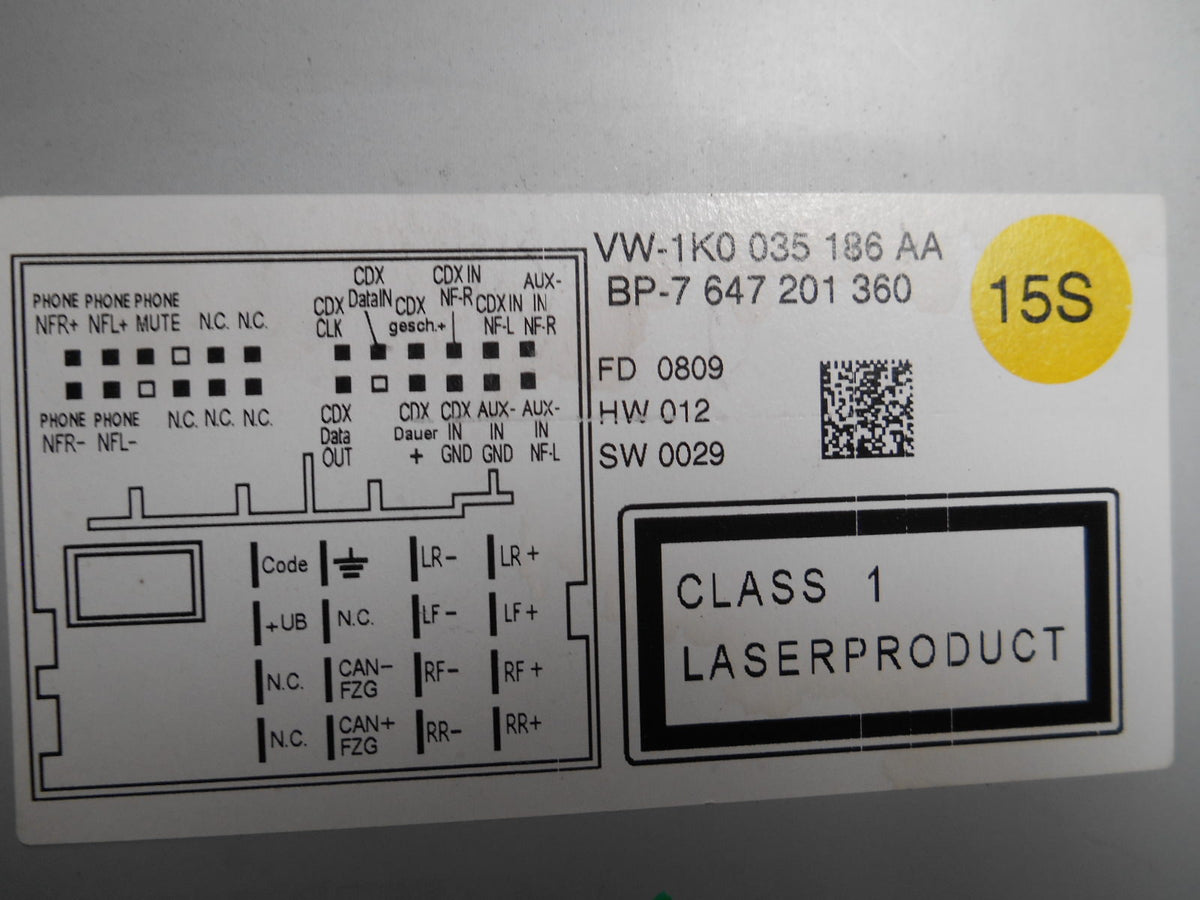 VW-1K0 035 186 AA
BP-7 647 201 360
15S
FD 0809
HW 012
SW 0029
CLASS 1
LASERPRODUCT
PHONE PHONE PHONE
NFR+ NFL+ MUTE N.C. N.C.
CDX
CLK
CDX
DataIN
CDX
gesch.+
CDX IN
NF-R
CDX IN
NF-L
AUX-
IN
NF-R
PHONE PHONE
NFR- NFL- N.C. N.C. N.C.
CDX
Data
OUT
CDX
Dauer
+
CDX
IN
GND
AUX-
IN
GND
AUX-
IN
NF-L
Code LR- LR+
+UB N.C. LF- LF+
N.C. CAN-
FZG RF- RF+
N.C. CAN+
FZG RR- RR+